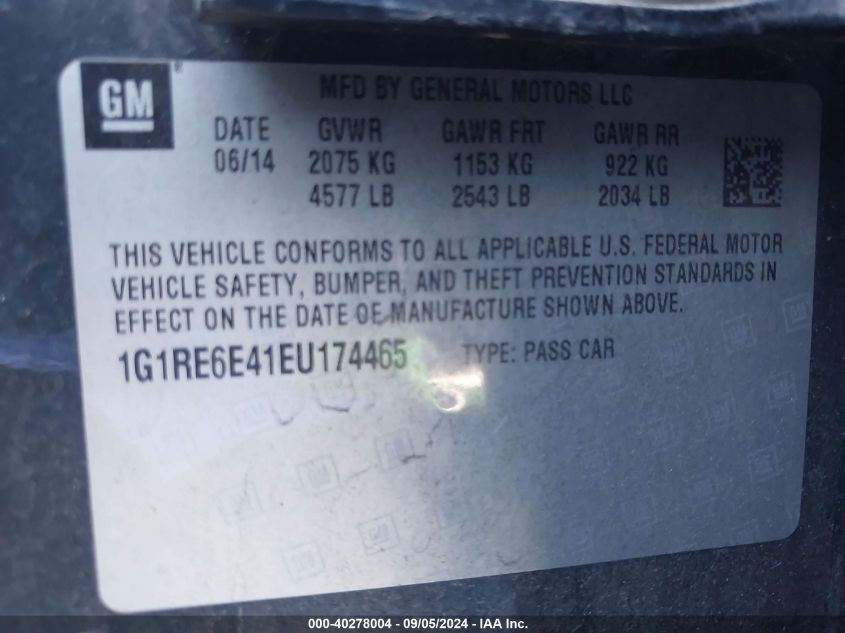 GM
MFD BY GENERAL MOTORS LLC
DATE GVWR GAWR FRT GAWR RR
06/14 2075 KG 1153 KG 922 KG
4577 LB 2543 LB 2034 LB
THIS VEHICLE CONFORMS TO ALL APPLICABLE U.S. FEDERAL MOTOR
VEHICLE SAFETY, BUMPER, AND THEFT PREVENTION STANDARDS IN
EFFECT ON THE DATE OF MANUFACTURE SHOWN ABOVE.
1G1RE6E41EU174465 TYPE: PASS CAR
000-40278004 - 09/05/2024 - IAA Inc.